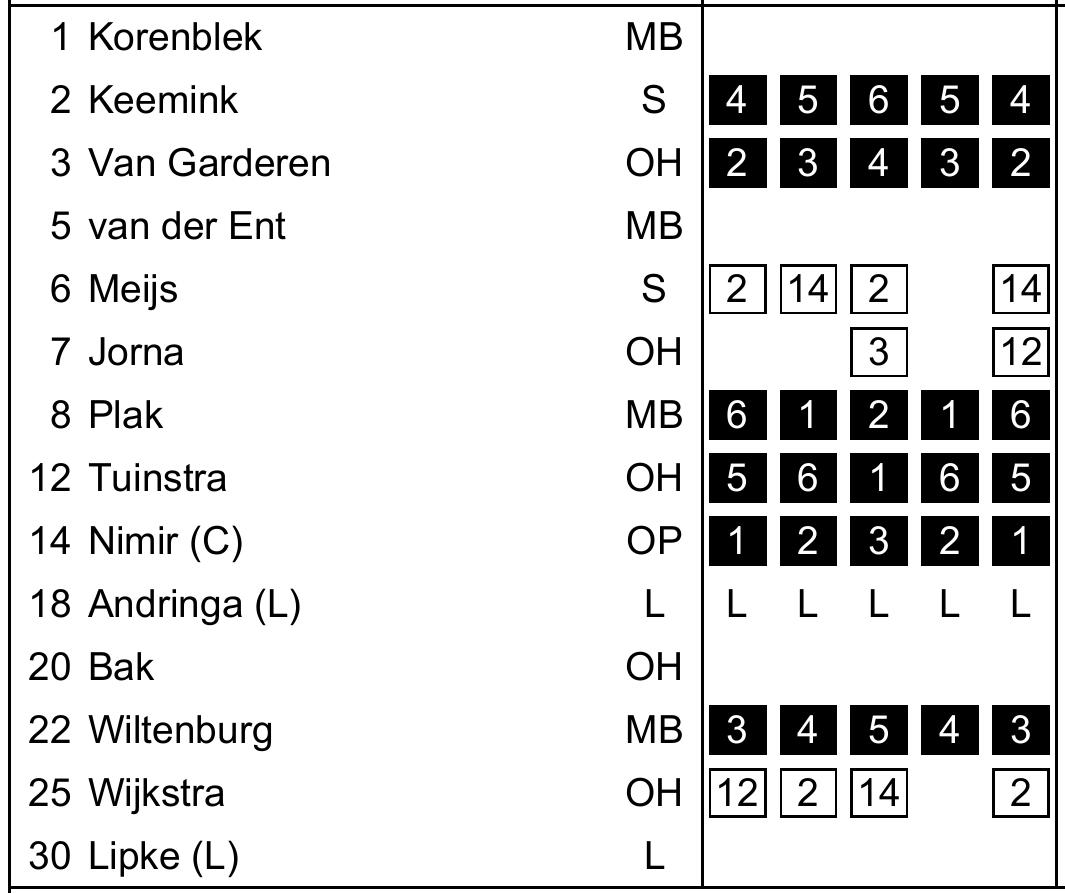 1 Korenblek MB
2 Keemink S 4 5 6 5 4
3 Van Garderen OH 2 3 4 3 2
5 van der Ent MB
6 Meijs S 2 14 2 14
7 Jorna OH 3 12
8 Plak MB 6 1 2 1 6
12 Tuinstra OH 5 6 1 6 5
14 Nimir (C) OP 1 2 3 2 1
18 Andringa (L) L L L L L L
20 Bak OH
22 Wiltenburg MB 3 4 5 4 3
25 Wijkstra OH 12 2 14 2
30 Lipke (L) L